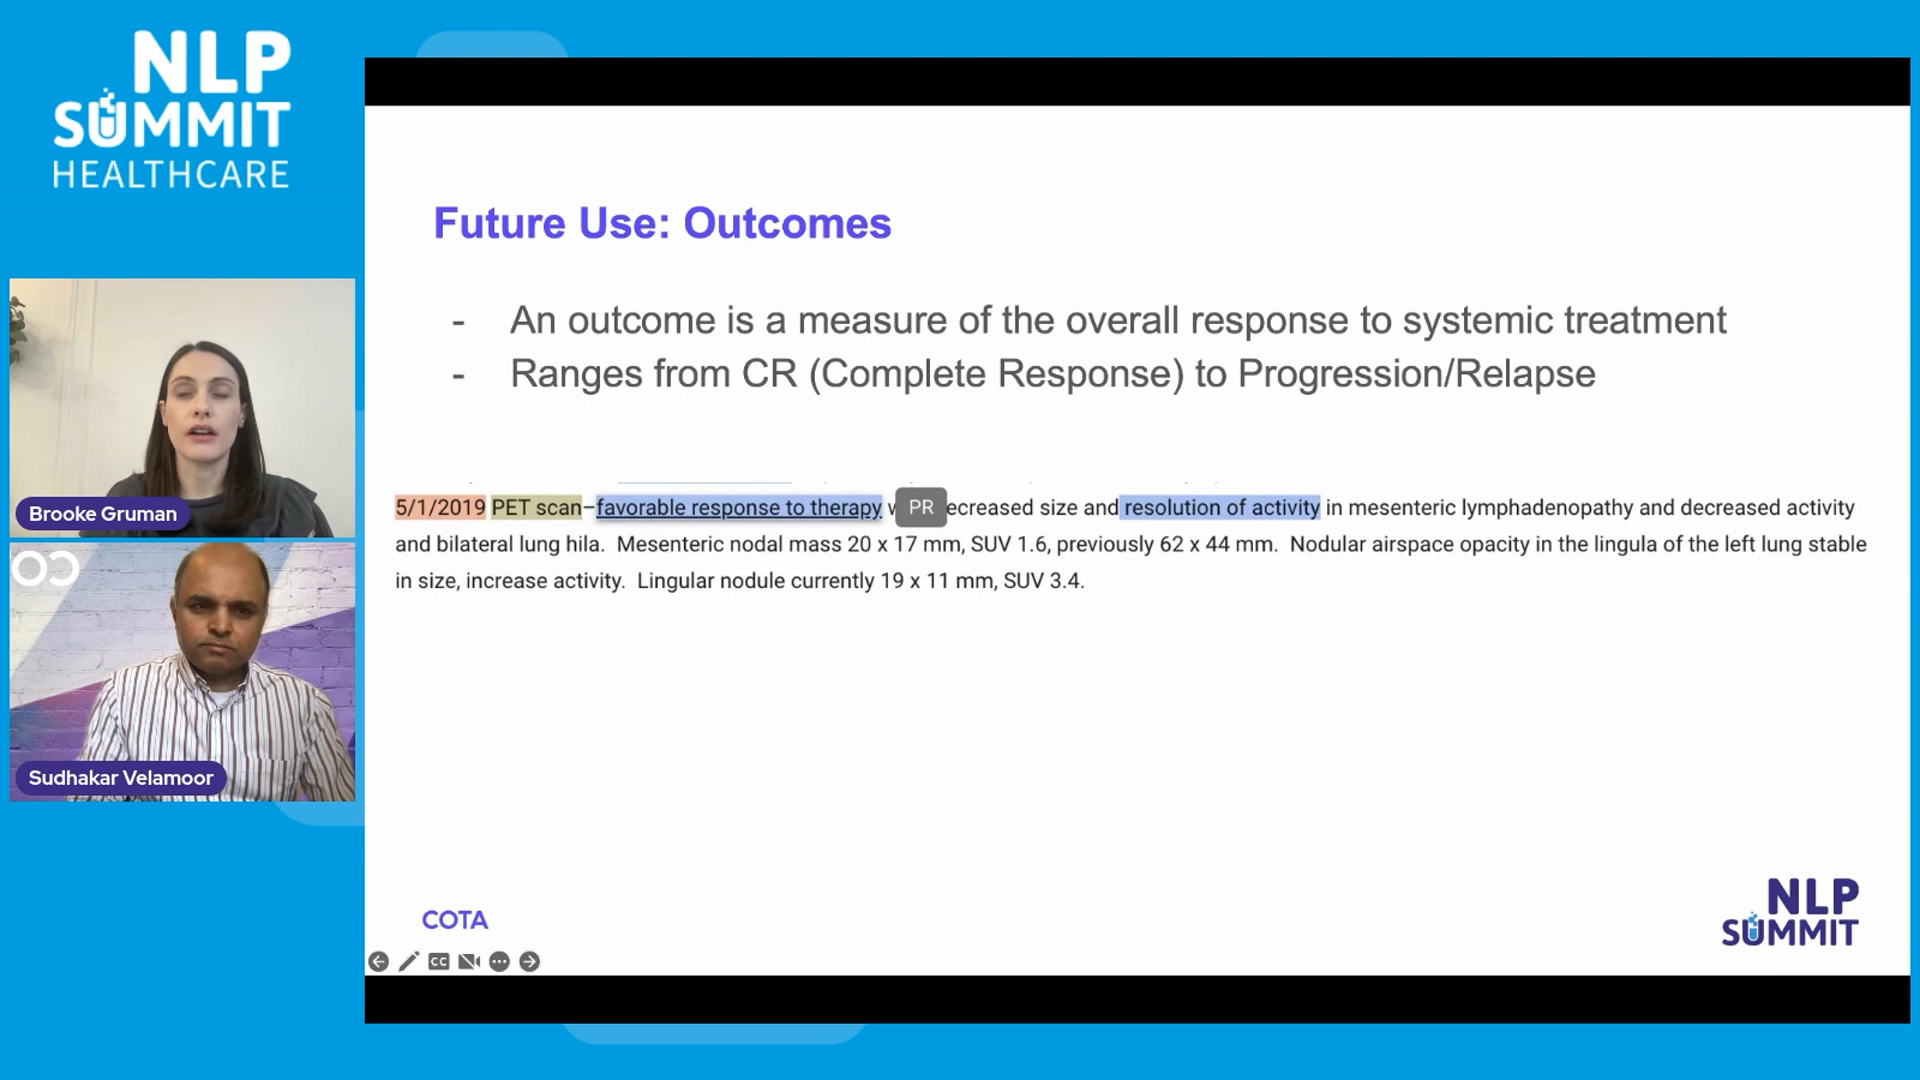 NLP
SUMMIT
HEALTHCARE
Brooke Gruman
Sudhakar Velamoor
Future Use: Outcomes
- An outcome is a measure of the overall response to systemic treatment
- Ranges from CR (Complete Response) to Progression/Relapse
5/1/2019 PET scan–favorable response to therapy PR ecreased size and resolution of activity in mesenteric lymphadenopathy and decreased activity
and bilateral lung hila. Mesenteric nodal mass 20 x 17 mm, SUV 1.6, previously 62 x 44 mm. Nodular airspace opacity in the lingula of the left lung stable
in size, increase activity. Lingular nodule currently 19 x 11 mm, SUV 3.4.
COTA
NLP
SUMMIT
CC